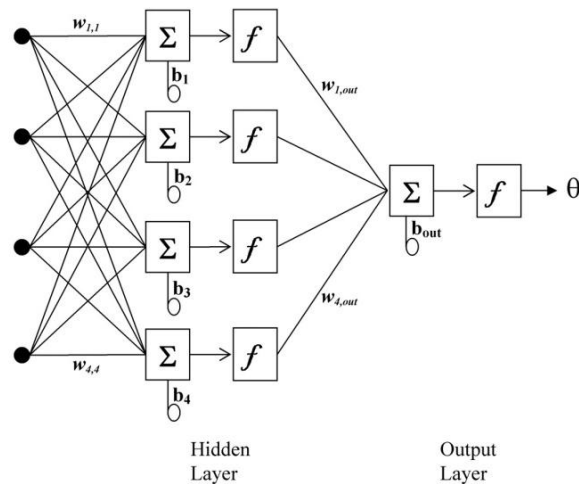 w1,1
Σ
f
b1
w1,out
Σ
f
b2
Σ
f
θ
bout
Σ
f
b3
w4,out
Σ
f
w4,4
b4
Hidden
Layer
Output
Layer